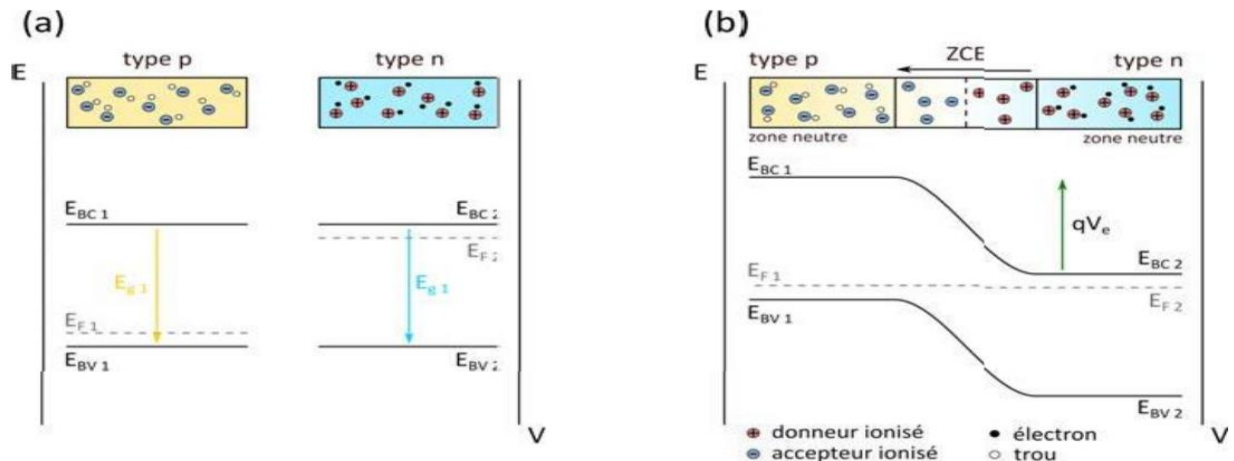 (a)
type p
type n
E
E_BC 1
E_BC 2
E_F 2
E_g 1
E_g 1
E_F 1
E_BV 1
E_BV 2
V
(b)
type p
ZCE
type n
E
zone neutre
zone neutre
E_BC 1
qV_e
E_BC 2
E_F 1
E_F 2
E_BV 1
E_BV 2
donneur ionisé
électron
accepteur ionisé
trou
V